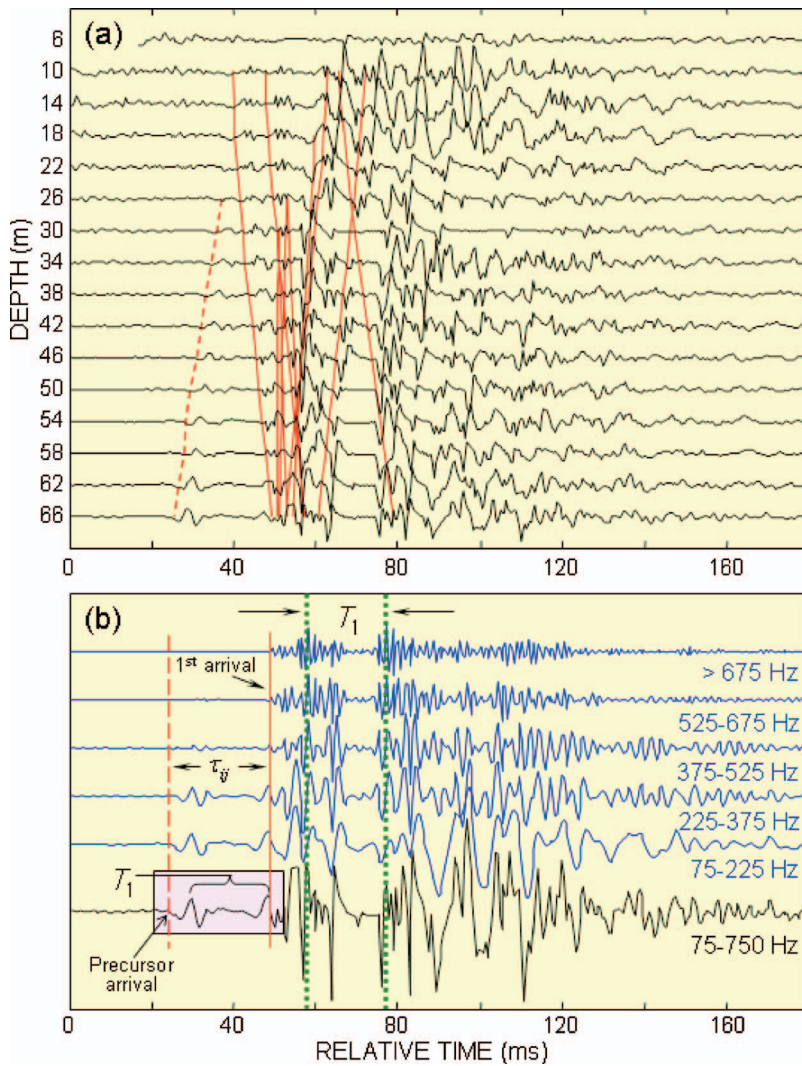 (a)
DEPTH (m)
6
10
14
18
22
26
30
34
38
42
46
50
54
58
62
66
0 40 80 120 160
(b)
T₁
1st arrival
> 675 Hz
525-675 Hz
375-525 Hz
τij
225-375 Hz
75-225 Hz
T₁
75-750 Hz
Precursor
arrival
0 40 80 120 160
RELATIVE TIME (ms)